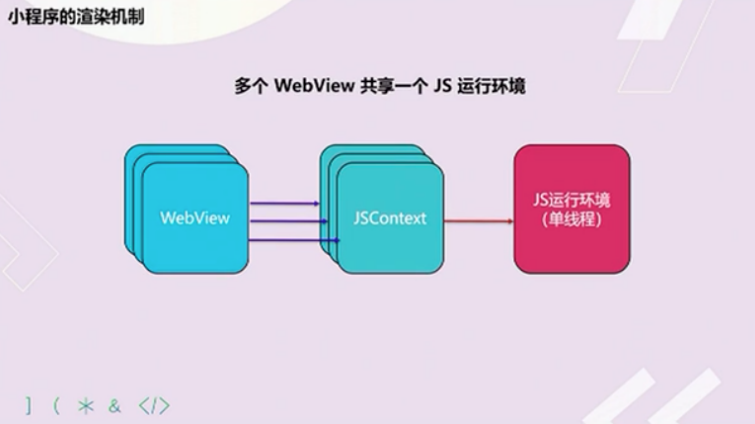 小程序的渲染机制
多个 WebView 共享一个 JS 运行环境
WebView
JSContext
JS运行环境
（单线程）
] ( * & </>